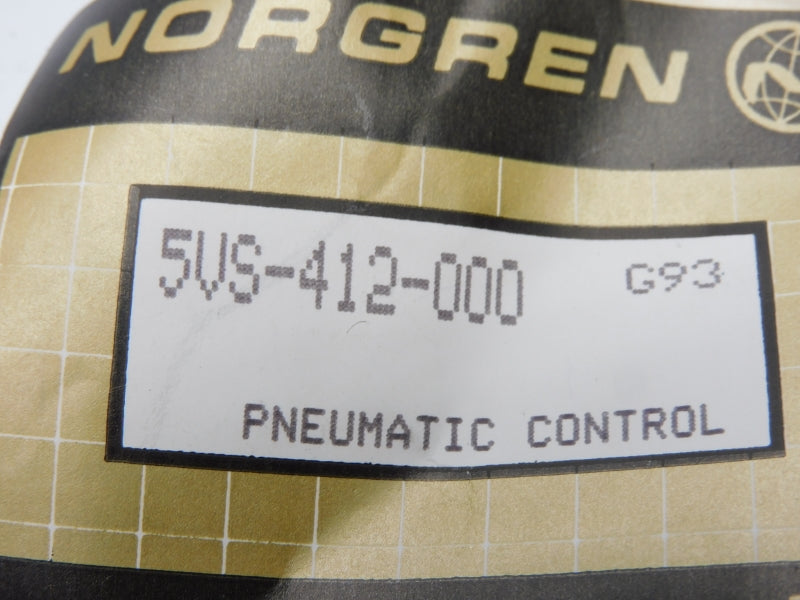 NORGREN
5VS-412-000 G93
PNEUMATIC CONTROL